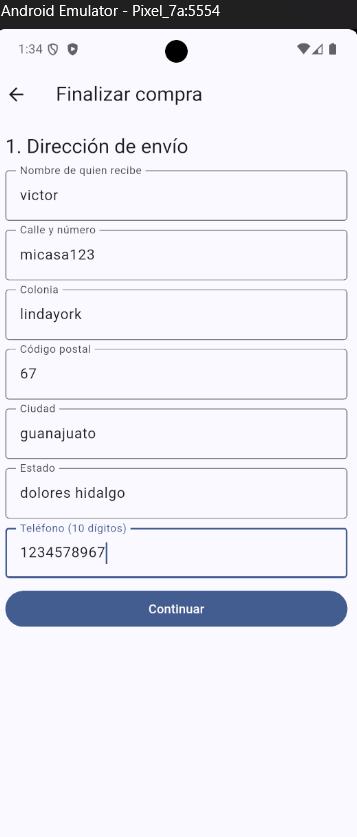 Android Emulator - Pixel_7a:5554
1:34
Finalizar compra
1. Dirección de envío
Nombre de quien recibe
victor
Calle y número
micasa123
Colonia
lindayork
Código postal
67
Ciudad
guanajuato
Estado
dolores hidalgo
Teléfono (10 dígitos)
1234578967
Continuar